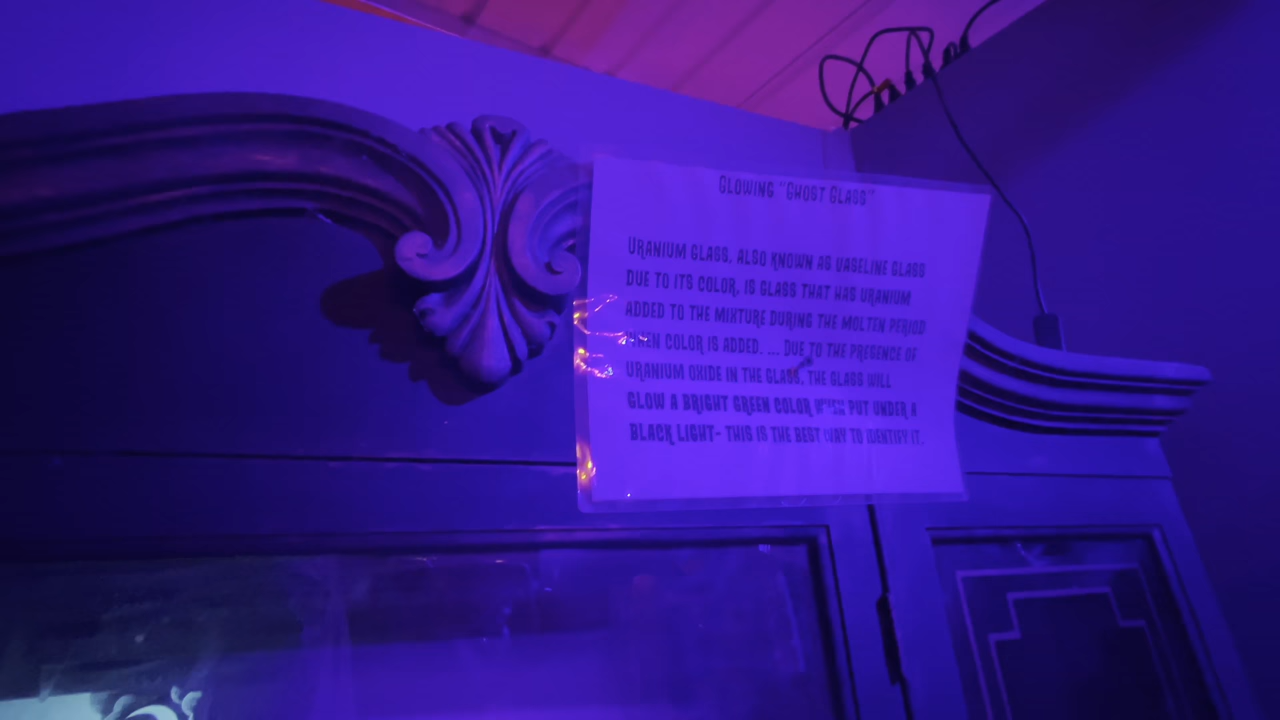 GLOWING "GHOST GLASS"
URANIUM GLASS, ALSO KNOWN AS VASELINE GLASS
DUE TO ITS COLOR, IS GLASS THAT HAS URANIUM
ADDED TO THE MIXTURE DURING THE MOLTEN PERIOD
WHEN COLOR IS ADDED. ... DUE TO THE PRESENCE OF
URANIUM OXIDE IN THE GLASS, THE GLASS WILL
GLOW A BRIGHT GREEN COLOR WHEN PUT UNDER A
BLACK LIGHT- THIS IS THE BEST WAY TO IDENTIFY IT.